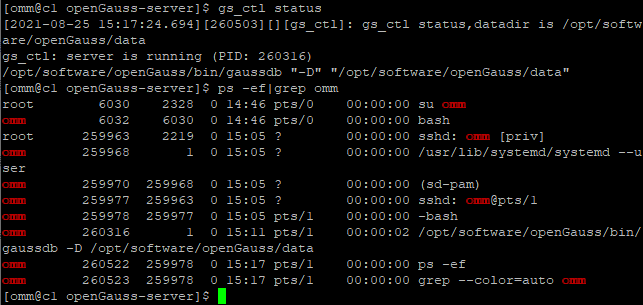 [omm@c1 openGauss-server]$ gs_ctl status
[2021-08-25 15:17:24.694][260503][][gs_ctl]: gs_ctl status,datadir is /opt/softw
are/openGauss/data
gs_ctl: server is running (PID: 260316)
/opt/software/openGauss/bin/gaussdb "-D" "/opt/software/openGauss/data"
[omm@c1 openGauss-server]$ ps -ef|grep omm
root 6030 2328 0 14:46 pts/0 00:00:00 su omm
omm 6032 6030 0 14:46 pts/0 00:00:00 bash
root 259963 2219 0 15:05 ? 00:00:00 sshd: omm [priv]
omm 259968 1 0 15:05 ? 00:00:00 /usr/lib/systemd/systemd --u
ser
omm 259970 259968 0 15:05 ? 00:00:00 (sd-pam)
omm 259977 259963 0 15:05 ? 00:00:00 sshd: omm@pts/1
omm 259978 259977 0 15:05 pts/1 00:00:00 -bash
omm 260316 1 0 15:11 pts/1 00:00:02 /opt/software/openGauss/bin/
gaussdb -D /opt/software/openGauss/data
omm 260522 259978 0 15:17 pts/1 00:00:00 ps -ef
omm 260523 259978 0 15:17 pts/1 00:00:00 grep --color=auto omm
[omm@c1 openGauss-server]$